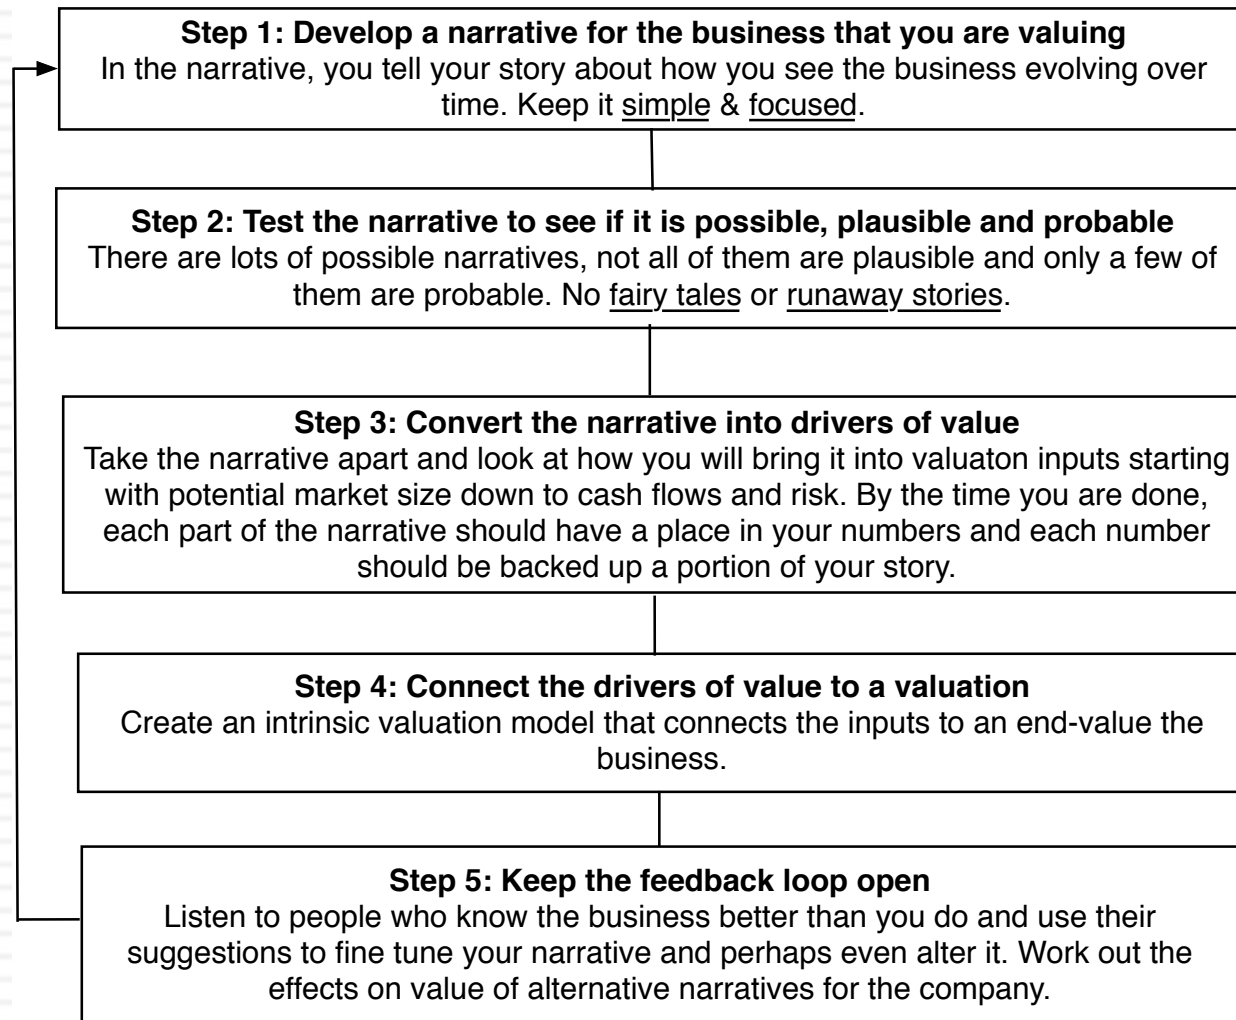 Step 1: Develop a narrative for the business that you are valuing
In the narrative, you tell your story about how you see the business evolving over
time. Keep it simple & focused.
Step 2: Test the narrative to see if it is possible, plausible and probable
There are lots of possible narratives, not all of them are plausible and only a few of
them are probable. No fairy tales or runaway stories.
Step 3: Convert the narrative into drivers of value
Take the narrative apart and look at how you will bring it into valuaton inputs starting
with potential market size down to cash flows and risk. By the time you are done,
each part of the narrative should have a place in your numbers and each number
should be backed up a portion of your story.
Step 4: Connect the drivers of value to a valuation
Create an intrinsic valuation model that connects the inputs to an end-value the
business.
Step 5: Keep the feedback loop open
Listen to people who know the business better than you do and use their
suggestions to fine tune your narrative and perhaps even alter it. Work out the
effects on value of alternative narratives for the company.